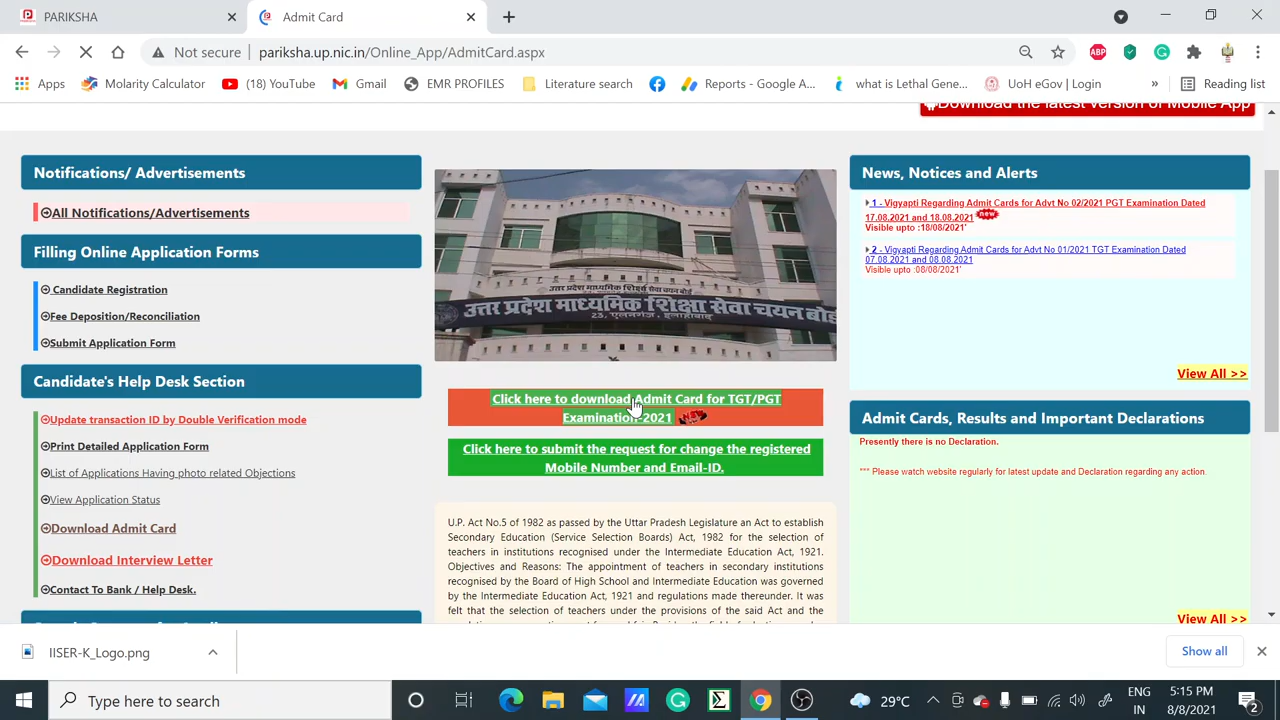 PARIKSHA
Admit Card
Not secure pariksha.up.nic.in/Online_App/AdmitCard.aspx
Apps Molarity Calculator (18) YouTube Gmail EMR PROFILES Literature search Reports - Google A... what is Lethal Gene... UoH eGov | Login » Reading list
Download the latest version of Mobile App
Notifications/ Advertisements
All Notifications/Advertisements
Filling Online Application Forms
Candidate Registration
Fee Deposition/Reconciliation
Submit Application Form
Candidate's Help Desk Section
Update transaction ID by Double Verification mode
Print Detailed Application Form
List of Applications Having photo related Objections
View Application Status
Download Admit Card
Download Interview Letter
Contact To Bank / Help Desk.
उत्तर प्रदेश माध्यमिक शिक्षा सेवा चयन बोर्ड
23, एलनगंज, इलाहाबाद
Click here to download Admit Card for TGT/PGT
Examination-2021
Click here to submit the request for change the registered
Mobile Number and Email-ID.
U.P. Act No.5 of 1982 as passed by the Uttar Pradesh Legislature an Act to establish
Secondary Education (Service Selection Boards) Act, 1982 for the selection of
teachers in institutions recognised under the Intermediate Education Act, 1921.
Objectives and Reasons: The appointment of teachers in secondary institutions
recognised by the Board of High School and Intermediate Education was governed
by the Intermediate Education Act, 1921 and regulations made thereunder. It was
felt that the selection of teachers under the provisions of the said Act and the
News, Notices and Alerts
1 - Vigyapti Regarding Admit Cards for Advt No 02/2021 PGT Examination Dated
17.08.2021 and 18.08.2021 new
Visible upto :18/08/2021'
2 - Vigyapti Regarding Admit Cards for Advt No 01/2021 TGT Examination Dated
07.08.2021 and 08.08.2021
Visible upto :08/08/2021'
View All >>
Admit Cards, Results and Important Declarations
Presently there is no Declaration.
*** Please watch website regularly for latest update and Declaration regarding any action.
View All >>
IISER-K_Logo.png
Show all
Type here to search
29°C
ENG
IN
5:15 PM
8/8/2021
2